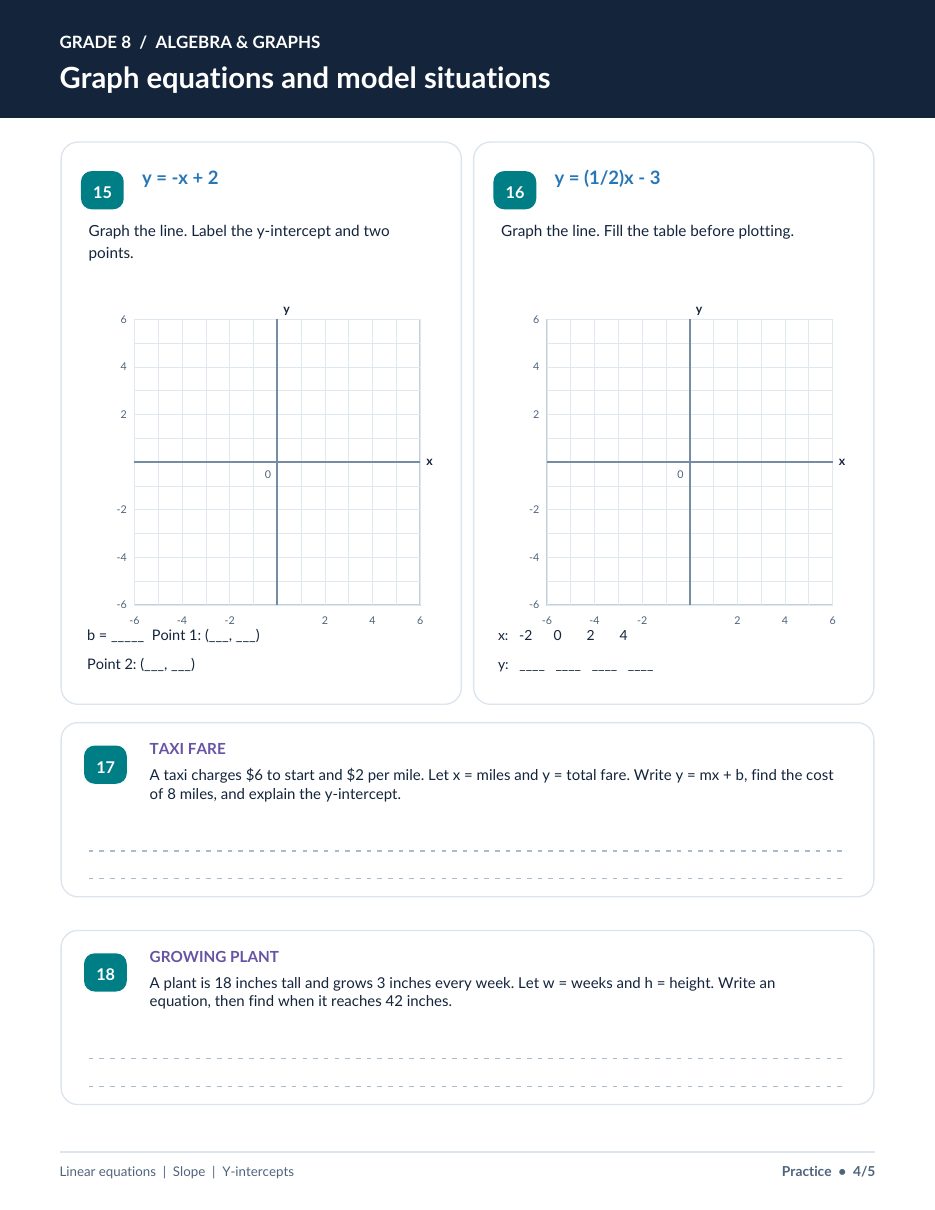 GRADE 8 / ALGEBRA & GRAPHS
Graph equations and model situations
15
y = -x + 2
Graph the line. Label the y-intercept and two
points.
y
6
4
2
x
0
-2
-4
-6
-6 -4 -2 2 4 6
b = _____ Point 1: (___, ___)
Point 2: (___, ___)
16
y = (1/2)x - 3
Graph the line. Fill the table before plotting.
y
6
4
2
x
0
-2
-4
-6
-6 -4 -2 2 4 6
x: -2 0 2 4
y: ____ ____ ____ ____
17
TAXI FARE
A taxi charges $6 to start and $2 per mile. Let x = miles and y = total fare. Write y = mx + b, find the cost
of 8 miles, and explain the y-intercept.
18
GROWING PLANT
A plant is 18 inches tall and grows 3 inches every week. Let w = weeks and h = height. Write an
equation, then find when it reaches 42 inches.
Linear equations | Slope | Y-intercepts
Practice • 4/5